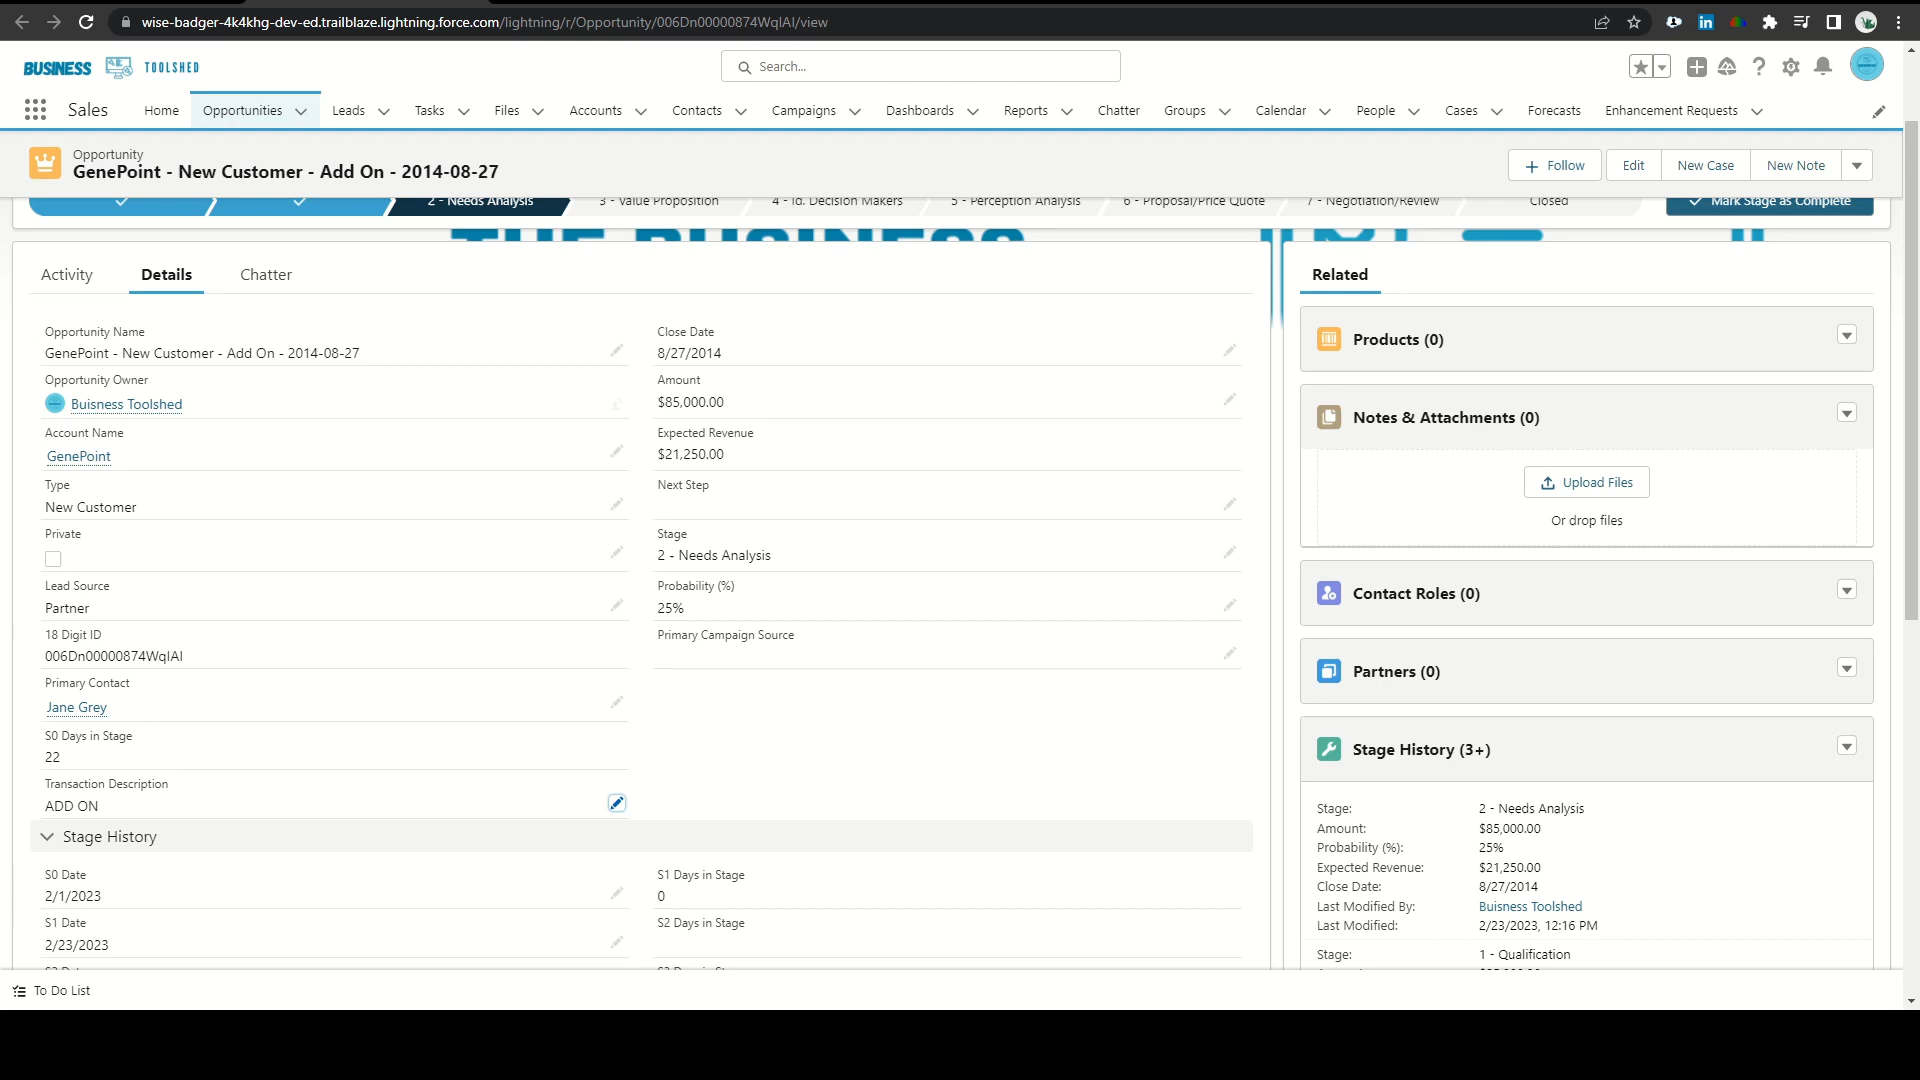 wise-badger-4k4khg-dev-ed.trailblaze.lightning.force.com/lightning/r/Opportunity/006Dn00000874WqIAI/view
BUSINESS TOOLSHED
Search...
Sales
Home
Opportunities
Leads
Tasks
Files
Accounts
Contacts
Campaigns
Dashboards
Reports
Chatter
Groups
Calendar
People
Cases
Forecasts
Enhancement Requests
Opportunity
GenePoint - New Customer - Add On - 2014-08-27
Follow
Edit
New Case
New Note
2 - Needs Analysis
3 - Value Proposition
4 - Id. Decision Makers
5 - Perception Analysis
6 - Proposal/Price Quote
7 - Negotiation/Review
Closed
Mark Stage as Complete
THE BUSINESS
Activity
Details
Chatter
Opportunity Name
GenePoint - New Customer - Add On - 2014-08-27
Opportunity Owner
Buisness Toolshed
Account Name
GenePoint
Type
New Customer
Private
Lead Source
Partner
18 Digit ID
006Dn00000874WqIAI
Primary Contact
Jane Grey
S0 Days in Stage
22
Transaction Description
ADD ON
Close Date
8/27/2014
Amount
$85,000.00
Expected Revenue
$21,250.00
Next Step
Stage
2 - Needs Analysis
Probability (%)
25%
Primary Campaign Source
Stage History
S0 Date
2/1/2023
S1 Date
2/23/2023
S1 Days in Stage
0
S2 Days in Stage
Related
Products (0)
Notes & Attachments (0)
Upload Files
Or drop files
Contact Roles (0)
Partners (0)
Stage History (3+)
Stage: 2 - Needs Analysis
Amount: $85,000.00
Probability (%): 25%
Expected Revenue: $21,250.00
Close Date: 8/27/2014
Last Modified By: Buisness Toolshed
Last Modified: 2/23/2023, 12:16 PM
Stage: 1 - Qualification
To Do List